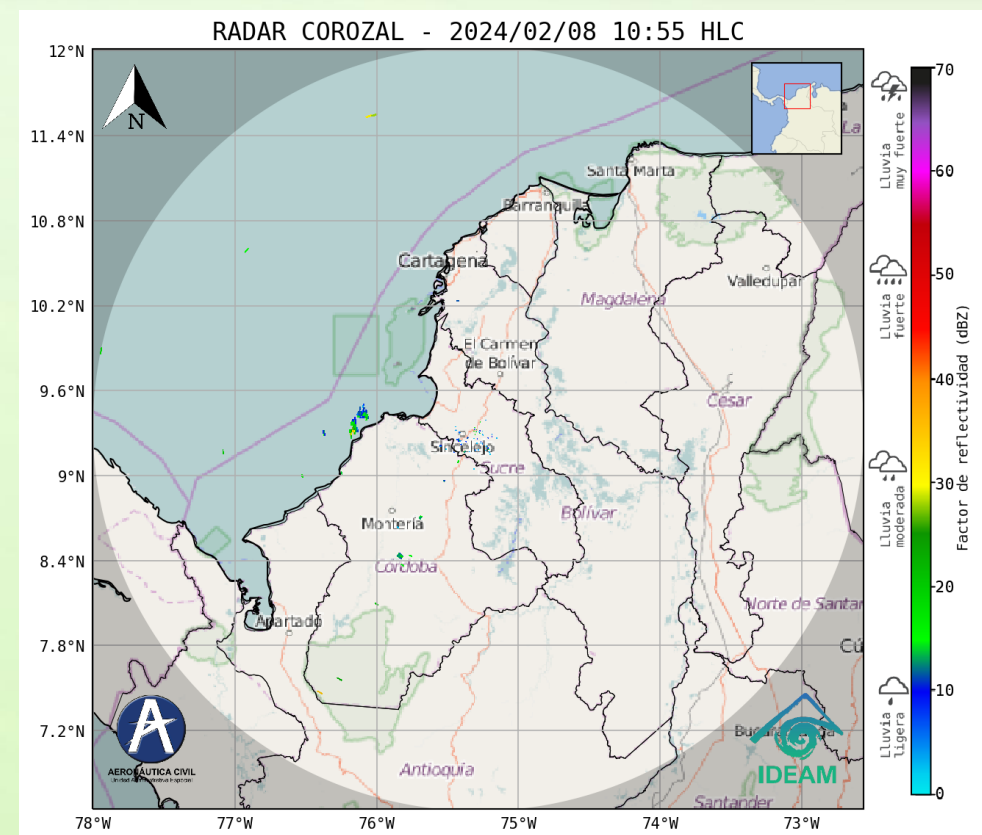 RADAR COROZAL - 2024/02/08 10:55 HLC
12°N
11.4°N
10.8°N
10.2°N
9.6°N
9°N
8.4°N
7.8°N
7.2°N
78°W
77°W
76°W
75°W
74°W
73°W
N
La
Santa Marta
Barranquilla
Cartagena
Valledupar
Magdalena
El Carmen
de Bolívar
Cesar
Sincelejo
Sucre
Bolívar
Montería
Córdoba
Norte de Santan
Apartadó
Cú
Antioquia
Santander
AERONÁUTICA CIVIL
IDEAM
Lluvia
muy fuerte
Lluvia
fuerte
Lluvia
moderada
Lluvia
ligera
70
60
50
40
30
20
10
0
Factor de reflectividad (dBZ)